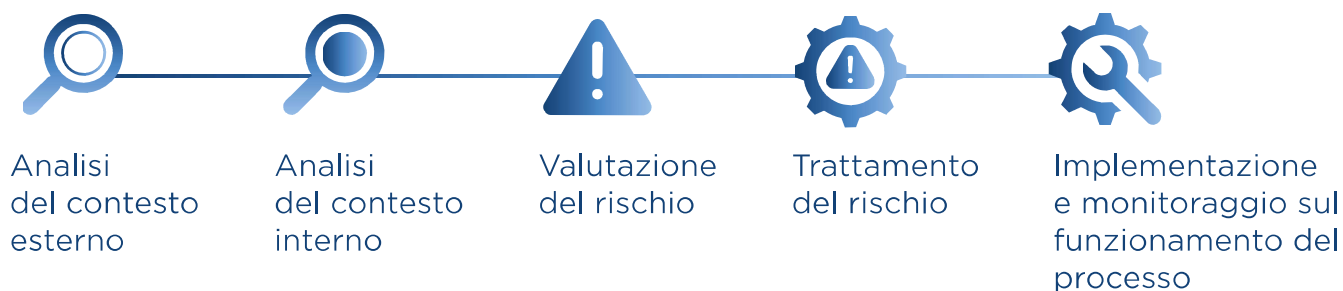 Analisi
del contesto
esterno
Analisi
del contesto
interno
Valutazione
del rischio
Trattamento
del rischio
Implementazione
e monitoraggio sul
funzionamento del
processo